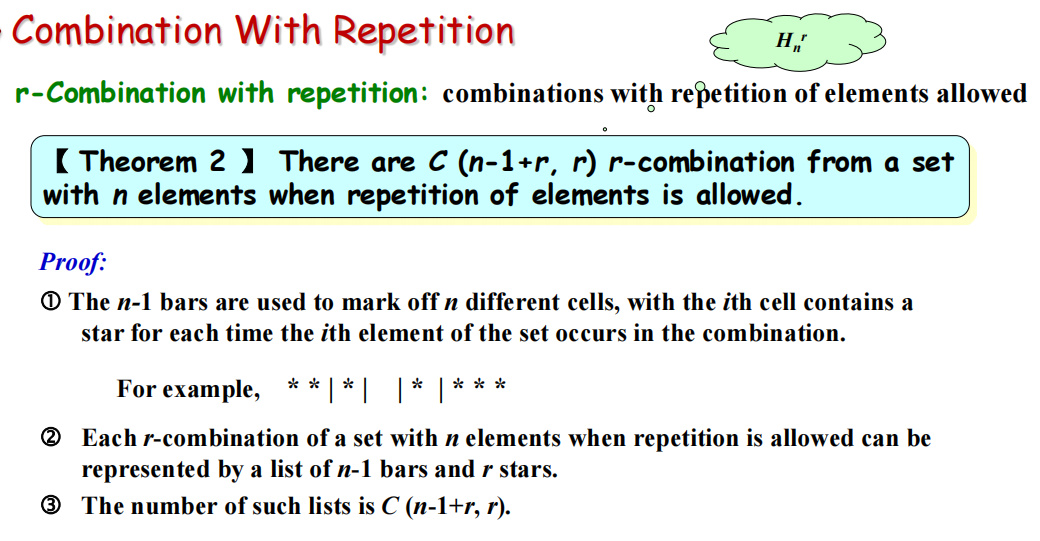 Combination With Repetition
Hₙʳ
r-Combination with repetition: combinations with repetition of elements allowed
【 Theorem 2 】 There are C (n-1+r, r) r-combination from a set
with n elements when repetition of elements is allowed.
Proof:
① The n-1 bars are used to mark off n different cells, with the ith cell contains a
star for each time the ith element of the set occurs in the combination.
For example, * * | * | | * | * * *
② Each r-combination of a set with n elements when repetition is allowed can be
represented by a list of n-1 bars and r stars.
③ The number of such lists is C (n-1+r, r).